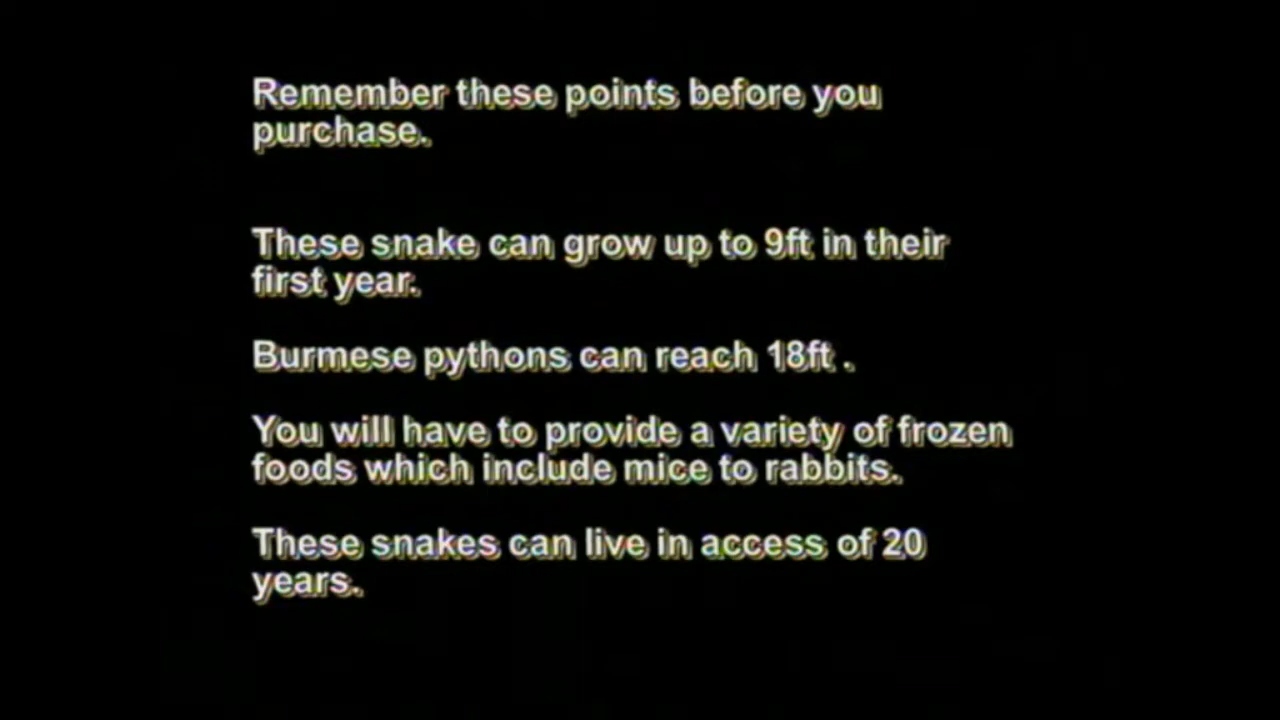 Remember these points before you
purchase.
These snake can grow up to 9ft in their
first year.
Burmese pythons can reach 18ft .
You will have to provide a variety of frozen
foods which include mice to rabbits.
These snakes can live in access of 20
years.